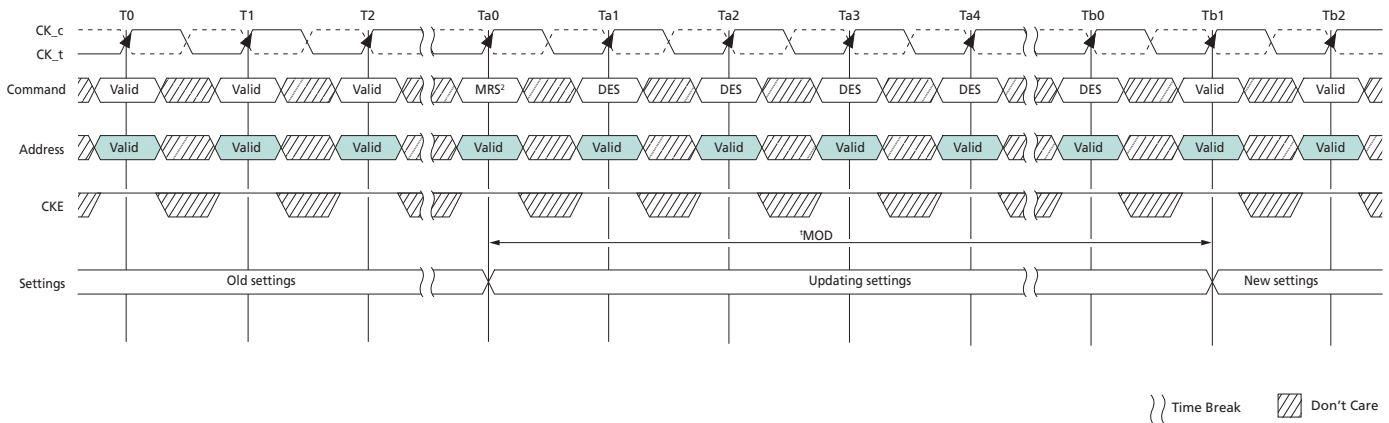 T0 T1 T2 Ta0 Ta1 Ta2 Ta3 Ta4 Tb0 Tb1 Tb2
CK_c
CK_t
Command Valid Valid Valid MRS² DES DES DES DES DES Valid Valid
Address Valid Valid Valid Valid Valid Valid Valid Valid Valid Valid Valid
CKE
ᵗMOD
Settings Old settings Updating settings New settings
Time Break Don’t Care